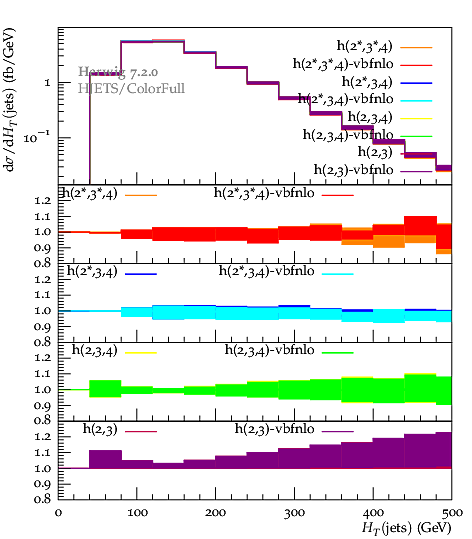 dσ/dH_T(jets) (fb/GeV)
1
10⁻¹
Herwig 7.2.0
HJETS/ColorFull
h(2*,3*,4)
h(2*,3*,4)-vbfnlo
h(2*,3,4)
h(2*,3,4)-vbfnlo
h(2,3,4)
h(2,3,4)-vbfnlo
h(2,3)
h(2,3)-vbfnlo
h(2*,3*,4) h(2*,3*,4)-vbfnlo
1.2
1.1
1.0
0.9
0.8
h(2*,3,4) h(2*,3,4)-vbfnlo
1.2
1.1
1.0
0.9
0.8
h(2,3,4) h(2,3,4)-vbfnlo
1.2
1.1
1.0
0.9
0.8
h(2,3) h(2,3)-vbfnlo
1.2
1.1
1.0
0.9
0.8
0 100 200 300 400 500
H_T(jets) (GeV)